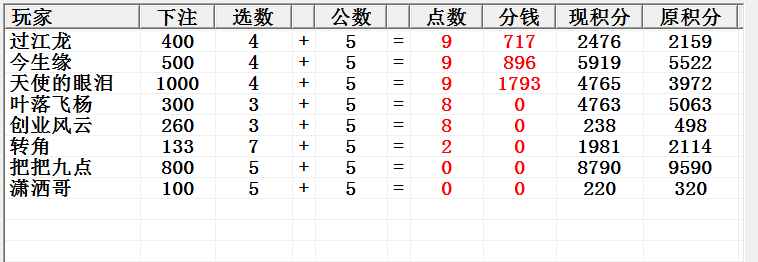 玩家 下注 选数 公数 点数 分钱 现积分 原积分
过江龙 400 4 + 5 = 9 717 2476 2159
今生缘 500 4 + 5 = 9 896 5919 5522
天使的眼泪 1000 4 + 5 = 9 1793 4765 3972
叶落飞杨 300 3 + 5 = 8 0 4763 5063
创业风云 260 3 + 5 = 8 0 238 498
转角 133 7 + 5 = 2 0 1981 2114
把把九点 800 5 + 5 = 0 0 8790 9590
潇洒哥 100 5 + 5 = 0 0 220 320